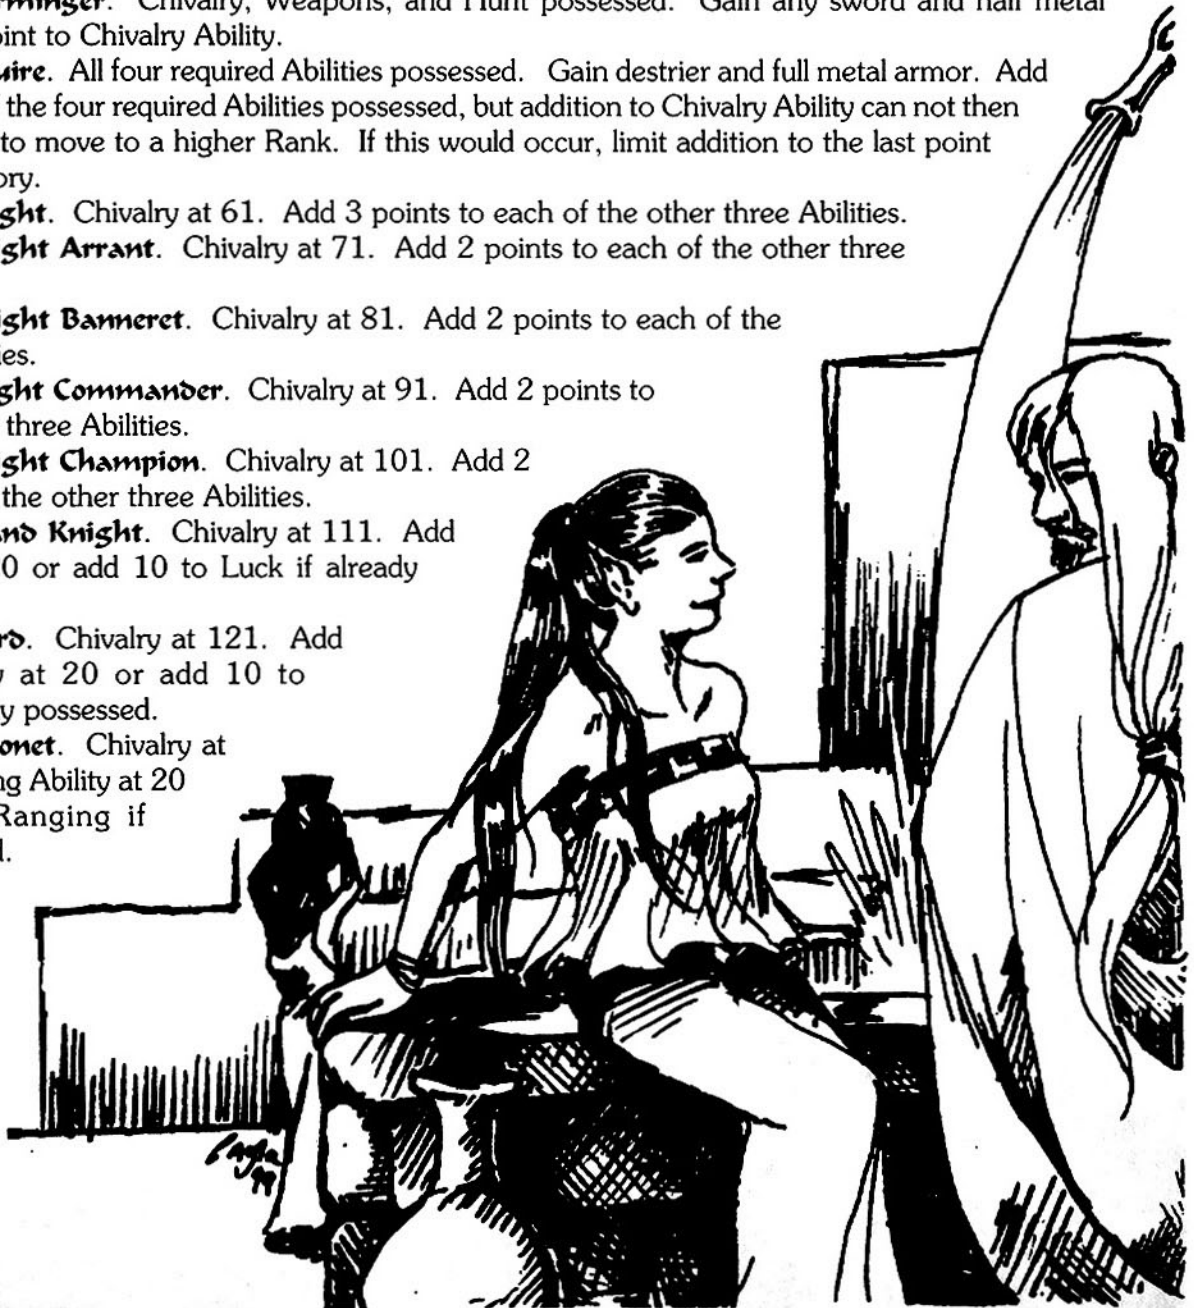 rminger. Chivalry, Weapons, and Hunt possessed. Gain any sword and half metal
int to Chivalry Ability.
uire. All four required Abilities possessed. Gain destrier and full metal armor. Add
the four required Abilities possessed, but addition to Chivalry Ability can not then
to move to a higher Rank. If this would occur, limit addition to the last point
ory.
ght. Chivalry at 61. Add 3 points to each of the other three Abilities.
ght Arrant. Chivalry at 71. Add 2 points to each of the other three
ight Banneret. Chivalry at 81. Add 2 points to each of the
ies.
ght Commander. Chivalry at 91. Add 2 points to
three Abilities.
ght Champion. Chivalry at 101. Add 2
the other three Abilities.
and Knight. Chivalry at 111. Add
0 or add 10 to Luck if already
rd. Chivalry at 121. Add
y at 20 or add 10 to
y possessed.
onet. Chivalry at
ng Ability at 20
Ranging if
d.